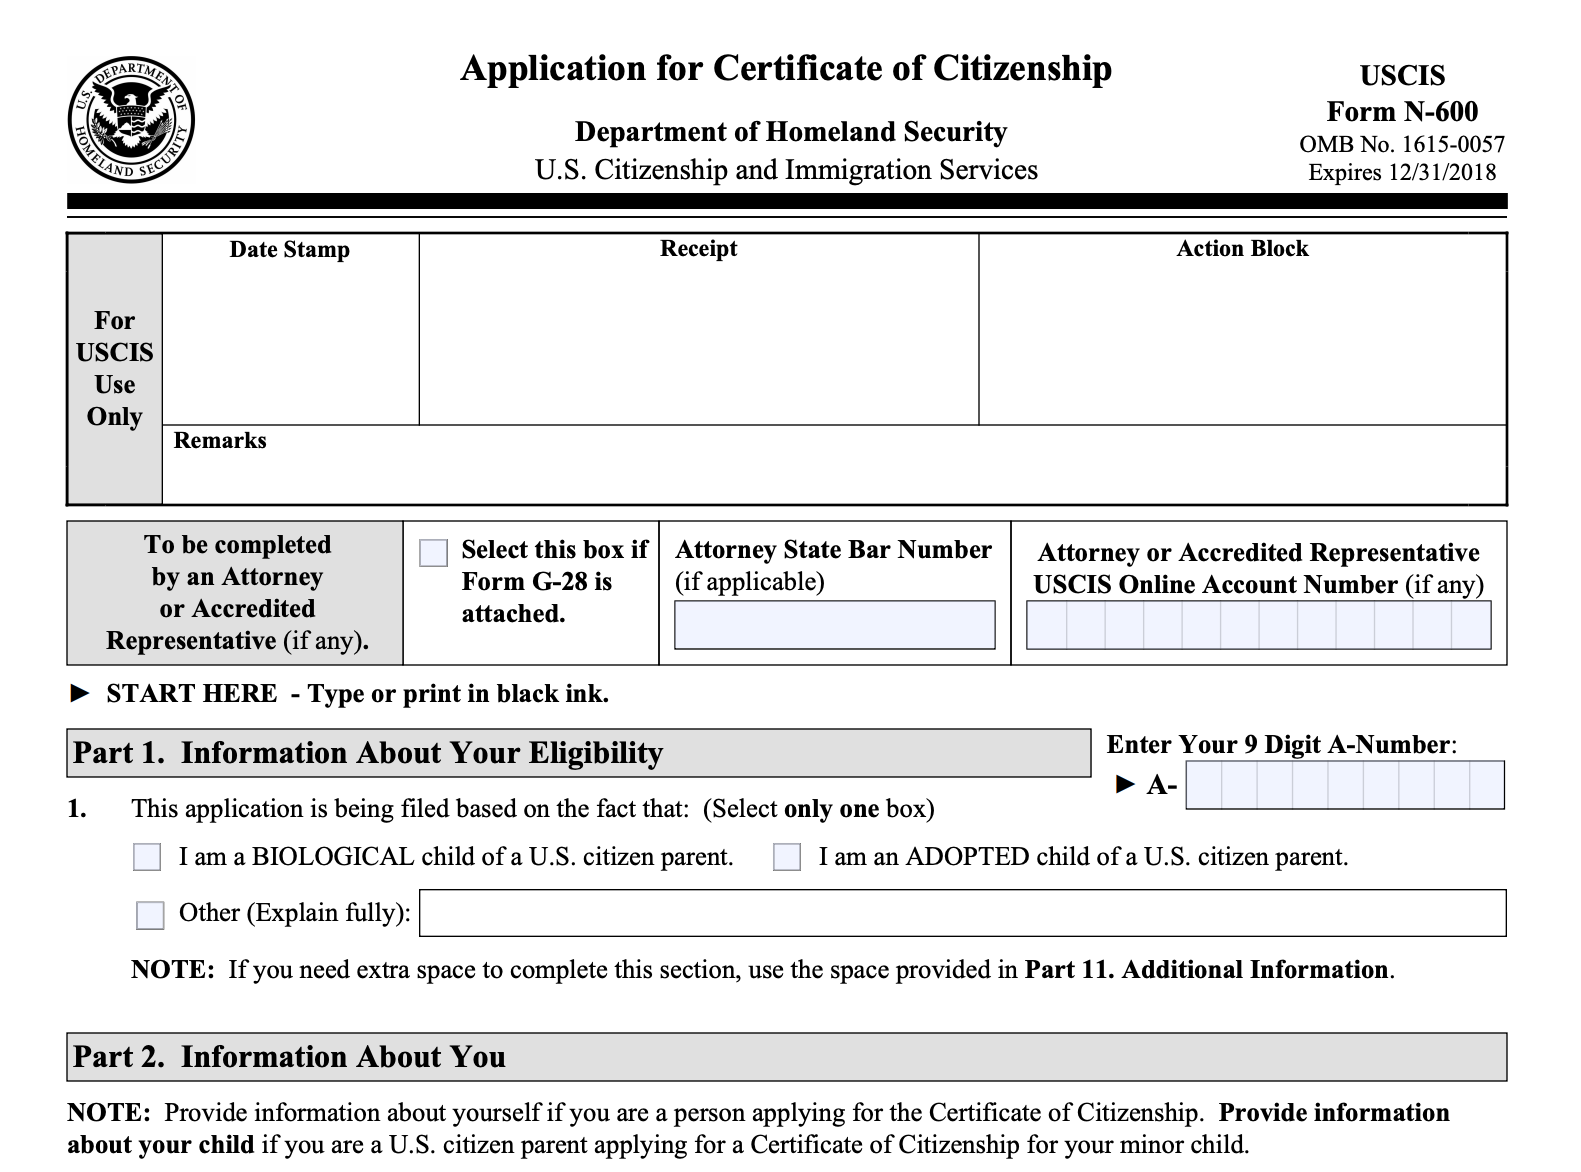 U.S. DEPARTMENT OF
HOMELAND SECURITY
Application for Certificate of Citizenship
Department of Homeland Security
U.S. Citizenship and Immigration Services
USCIS
Form N-600
OMB No. 1615-0057
Expires 12/31/2018
For
USCIS
Use
Only
Date Stamp
Receipt
Action Block
Remarks
To be completed
by an Attorney
or Accredited
Representative (if any).
Select this box if
Form G-28 is
attached.
Attorney State Bar Number
(if applicable)
Attorney or Accredited Representative
USCIS Online Account Number (if any)
► START HERE - Type or print in black ink.
Part 1. Information About Your Eligibility
Enter Your 9 Digit A-Number:
► A-
1. This application is being filed based on the fact that: (Select only one box)
I am a BIOLOGICAL child of a U.S. citizen parent.
I am an ADOPTED child of a U.S. citizen parent.
Other (Explain fully):
NOTE: If you need extra space to complete this section, use the space provided in Part 11. Additional Information.
Part 2. Information About You
NOTE: Provide information about yourself if you are a person applying for the Certificate of Citizenship. Provide information
about your child if you are a U.S. citizen parent applying for a Certificate of Citizenship for your minor child.